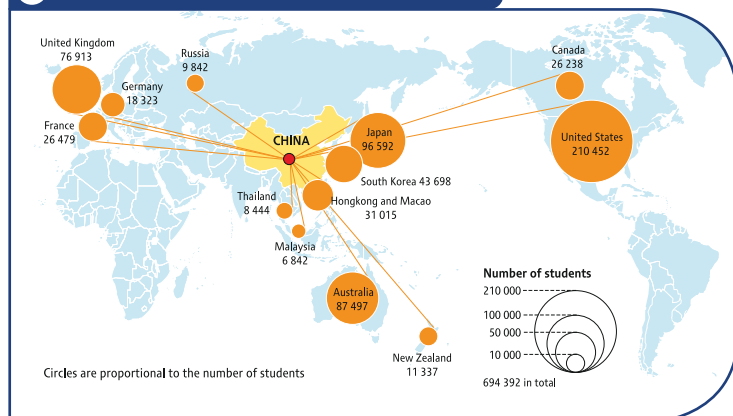 United Kingdom
76 913
Russia
9 842
Germany
18 323
France
26 479
CHINA
Japan
96 592
South Korea 43 698
Hongkong and Macao
31 015
Thailand
8 444
Malaysia
6 842
Australia
87 497
New Zealand
11 337
Canada
26 238
United States
210 452
Number of students
210 000
100 000
50 000
10 000
694 392 in total
Circles are proportional to the number of students